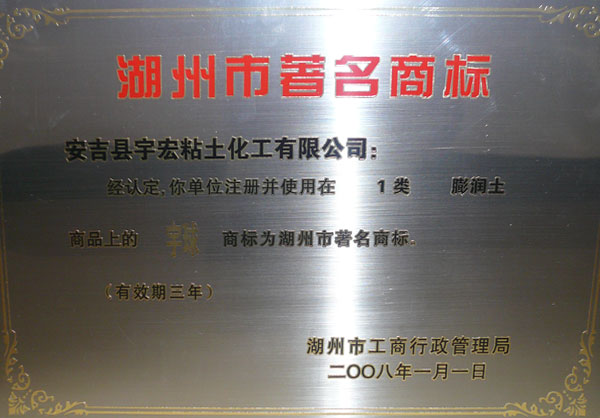 湖州市著名商标
安吉县宇宏粘土化工有限公司:
经认定,你单位注册并使用在 1 类 膨润土
商品上的 宇 商标为湖州市著名商标。
(有效期三年)
湖州市工商行政管理局
二〇〇八年一月一日